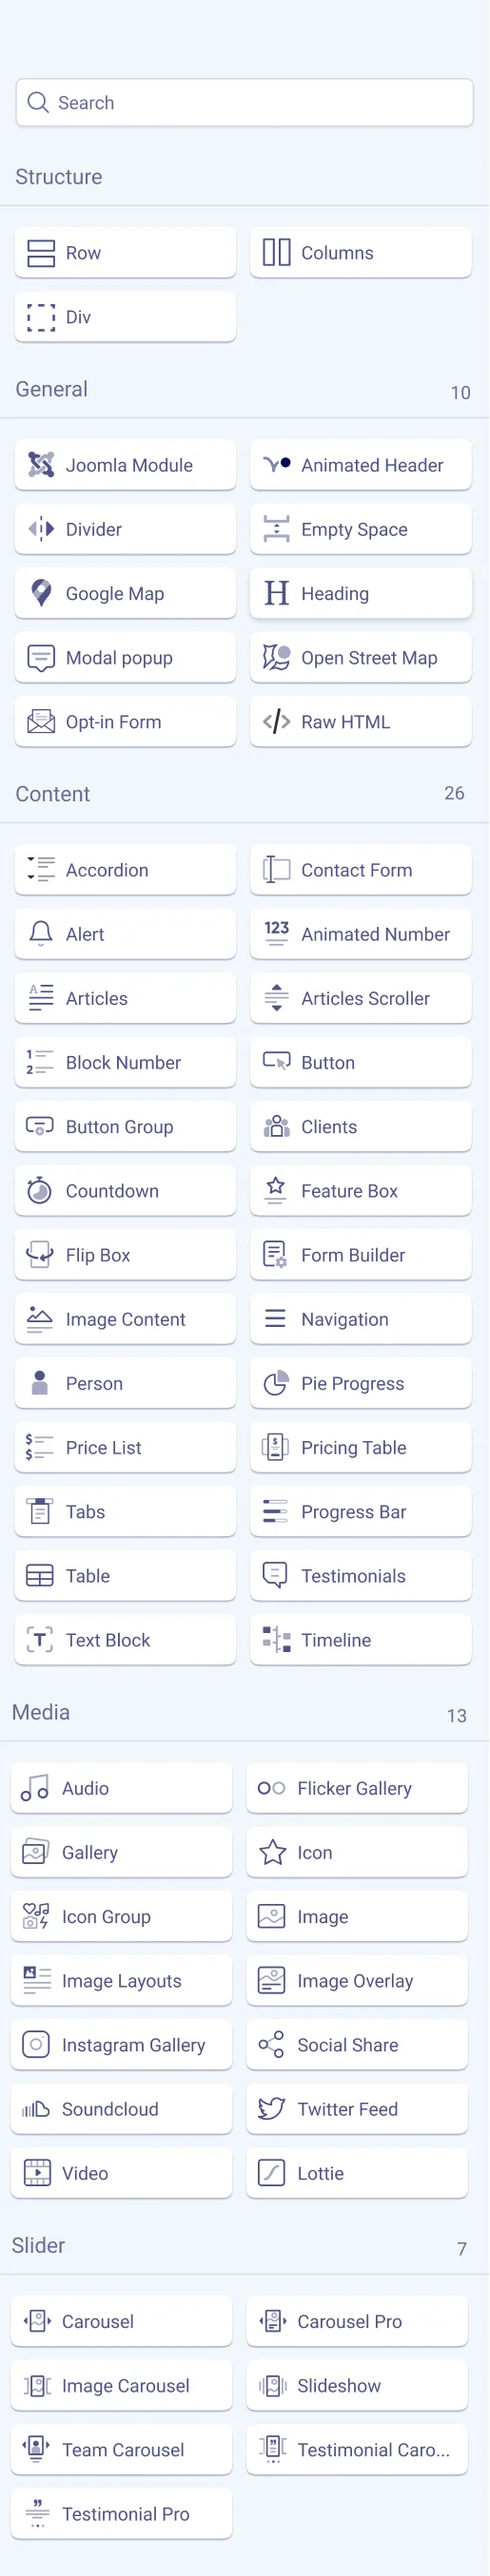 Search
Structure
Row Columns
Div
General 10
Joomla Module Animated Header
Divider Empty Space
Google Map H Heading
Modal popup Open Street Map
Opt-in Form </> Raw HTML
Content 26
Accordion Contact Form
Alert 123 Animated Number
A Articles Articles Scroller
1 2 Block Number Button
Button Group Clients
Countdown Feature Box
Flip Box Form Builder
Image Content Navigation
Person Pie Progress
$ $ Price List $ Pricing Table
Tabs Progress Bar
Table Testimonials
T Text Block Timeline
Media 13
Audio Flicker Gallery
Gallery Icon
Icon Group Image
Image Layouts Image Overlay
Instagram Gallery Social Share
Soundcloud Twitter Feed
Video Lottie
Slider 7
Carousel Carousel Pro
Image Carousel Slideshow
Team Carousel Testimonial Caro...
Testimonial Pro